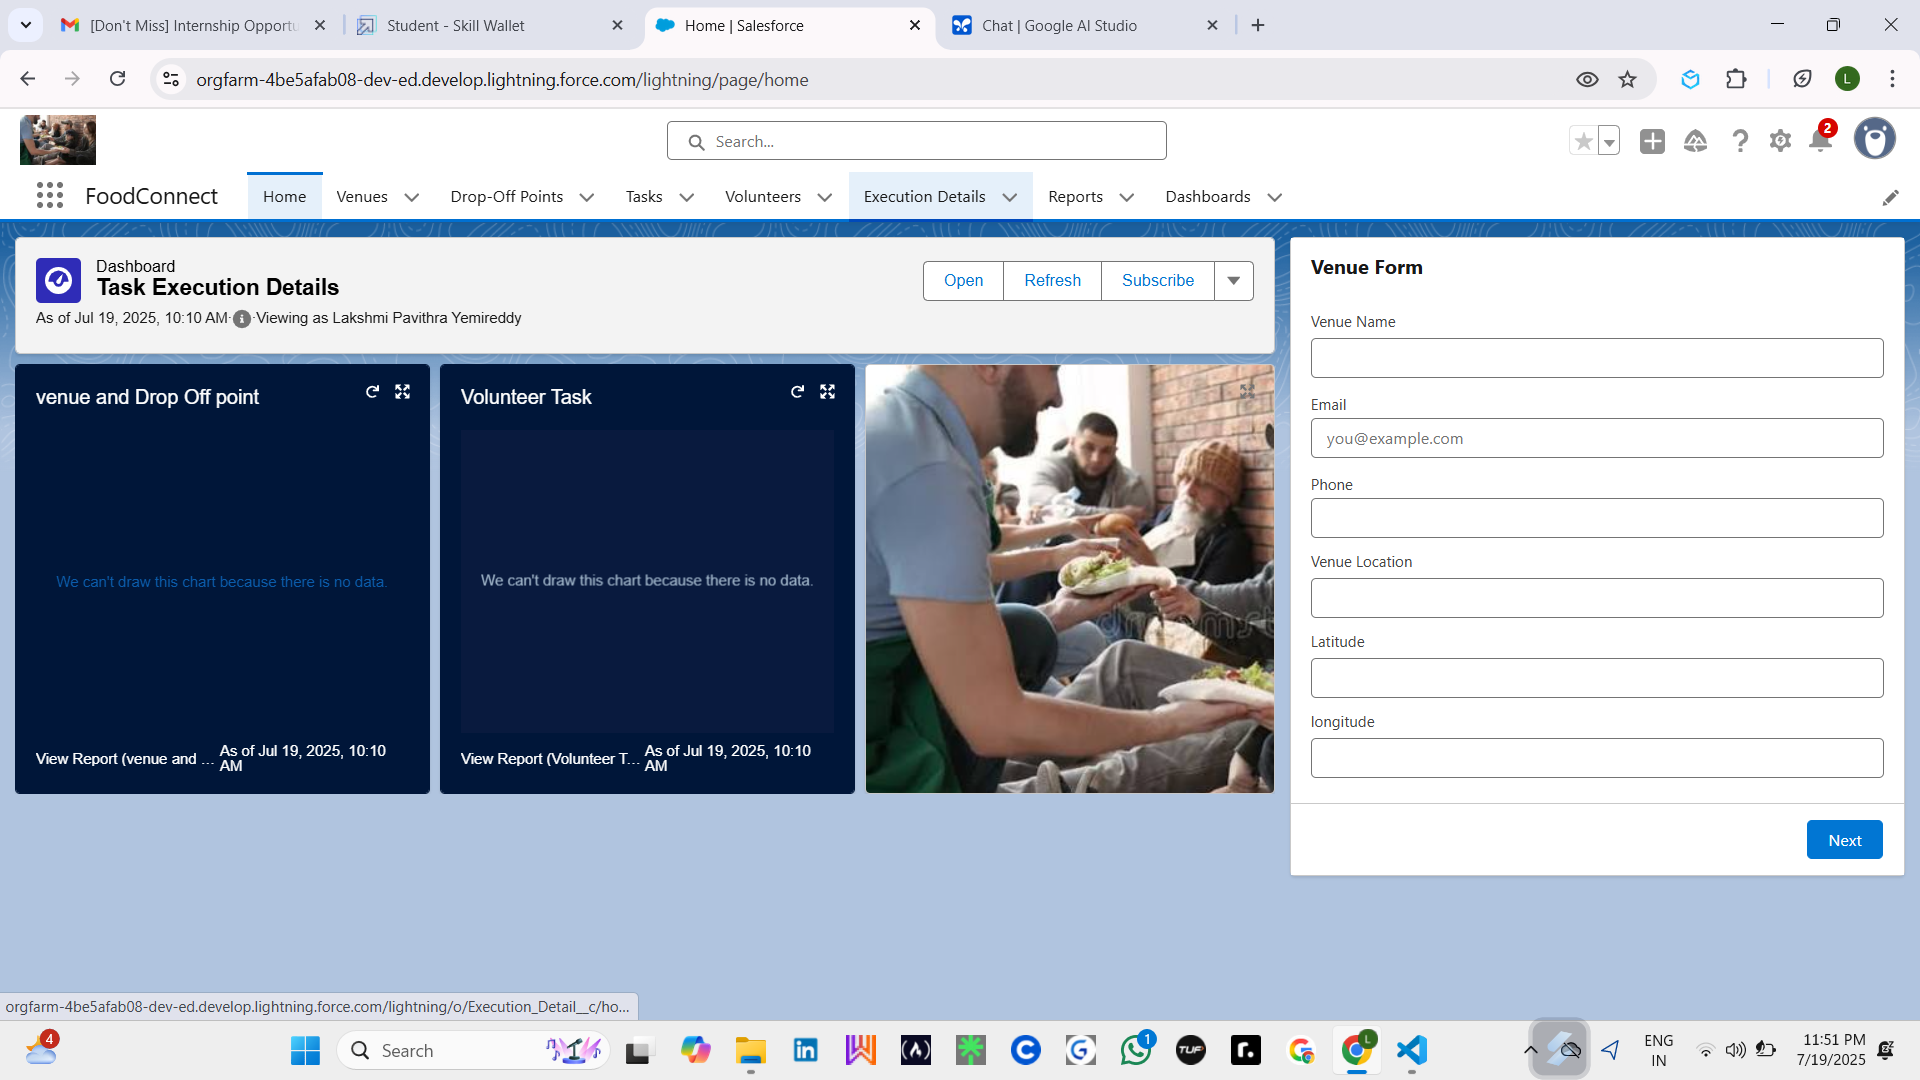 [Don't Miss] Internship Opportu
Student - Skill Wallet
Home | Salesforce
Chat | Google AI Studio
orgfarm-4be5afab08-dev-ed.develop.lightning.force.com/lightning/page/home
L
Search...
2
FoodConnect
Home
Venues
Drop-Off Points
Tasks
Volunteers
Execution Details
Reports
Dashboards
Dashboard
Task Execution Details
As of Jul 19, 2025, 10:10 AM·Viewing as Lakshmi Pavithra Yemireddy
Open
Refresh
Subscribe
venue and Drop Off point
We can't draw this chart because there is no data.
View Report (venue and ...
As of Jul 19, 2025, 10:10
AM
Volunteer Task
We can't draw this chart because there is no data.
View Report (Volunteer T...
As of Jul 19, 2025, 10:10
AM
Venue Form
Venue Name
Email
you@example.com
Phone
Venue Location
Latitude
longitude
Next
orgfarm-4be5afab08-dev-ed.develop.lightning.force.com/lightning/o/Execution_Detail__c/ho...
4
Search
1
TUF
L
ENG
IN
11:51 PM
7/19/2025